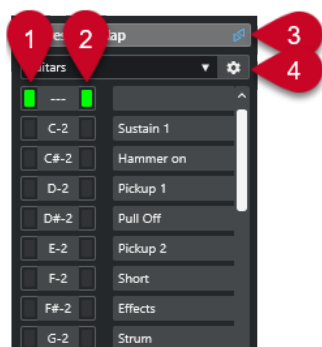 1
2
3
4
---
C-2 Sustain 1
C#-2 Hammer on
D-2 Pickup 1
D#-2 Pull Off
E-2 Pickup 2
F-2 Short
F#-2 Effects
G-2 Strum